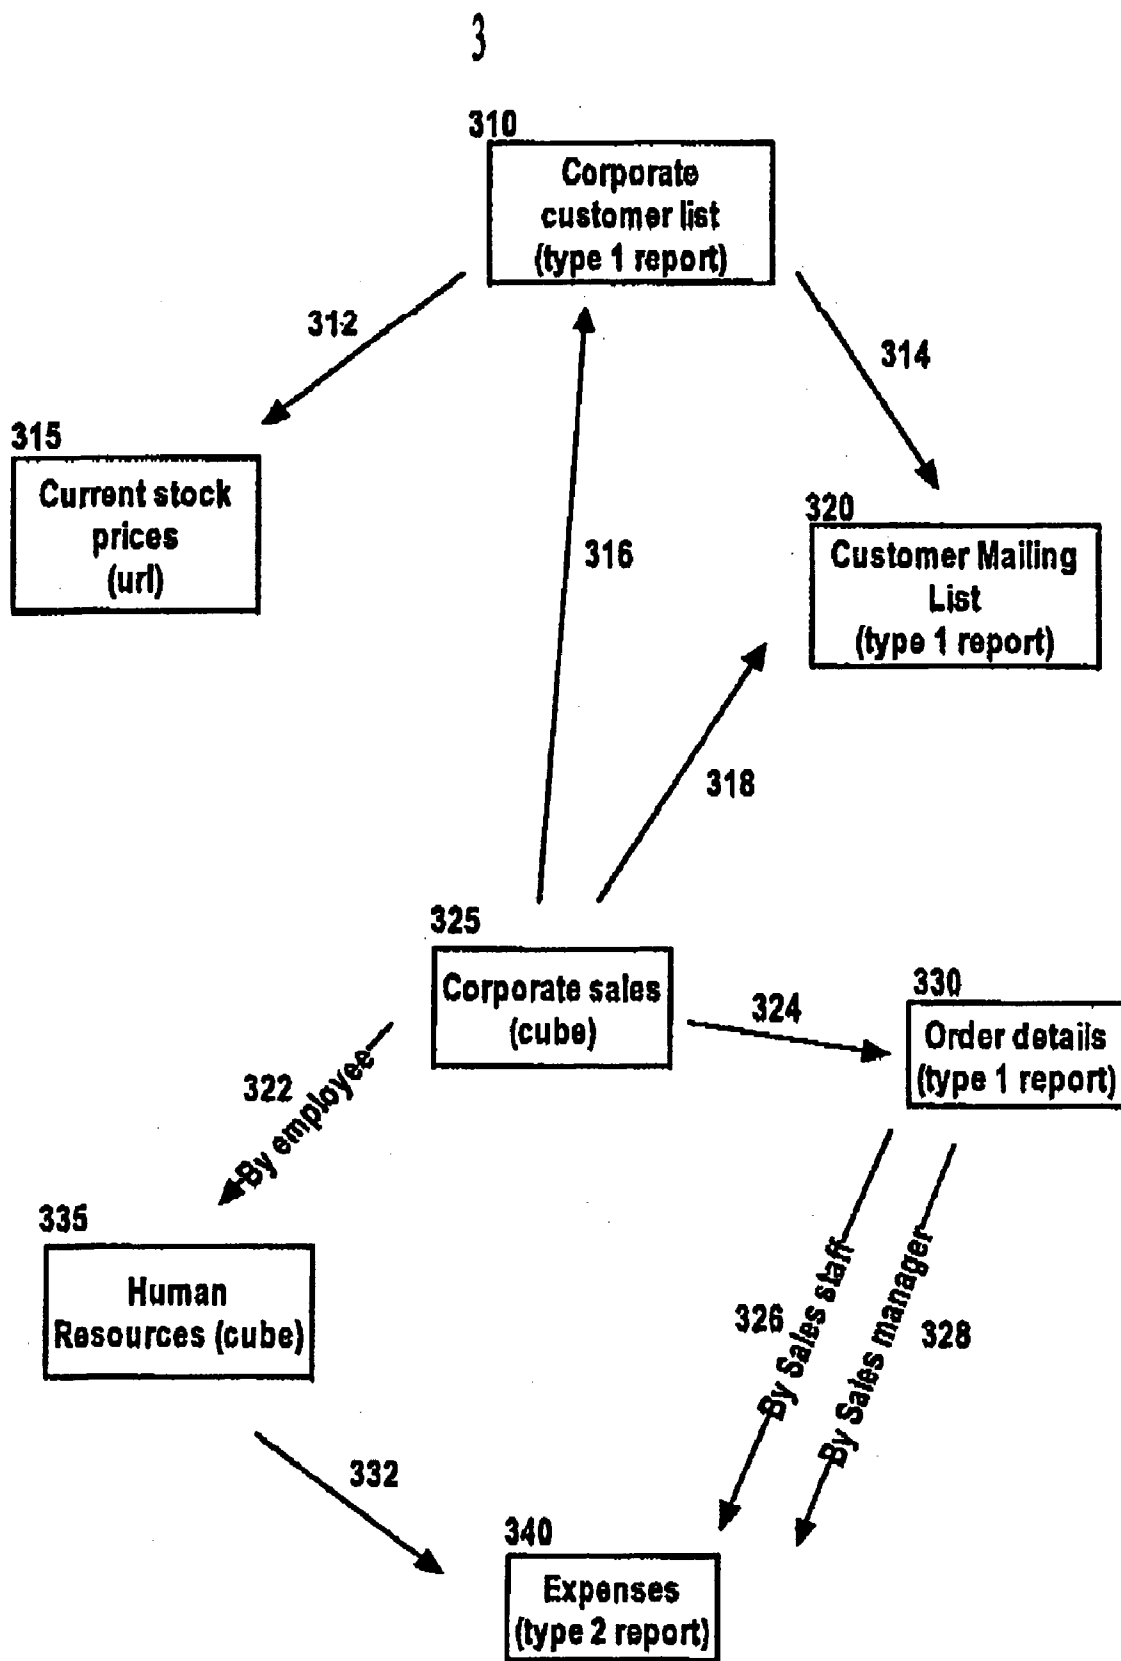 3
310
Corporate
customer list
(type 1 report)
312
314
315
Current stock
prices
(url)
320
Customer Mailing
List
(type 1 report)
316
318
325
Corporate sales
(cube)
324
330
Order details
(type 1 report)
322
By employee
335
Human
Resources (cube)
326
By Sales staff
By Sales manager
328
332
340
Expenses
(type 2 report)